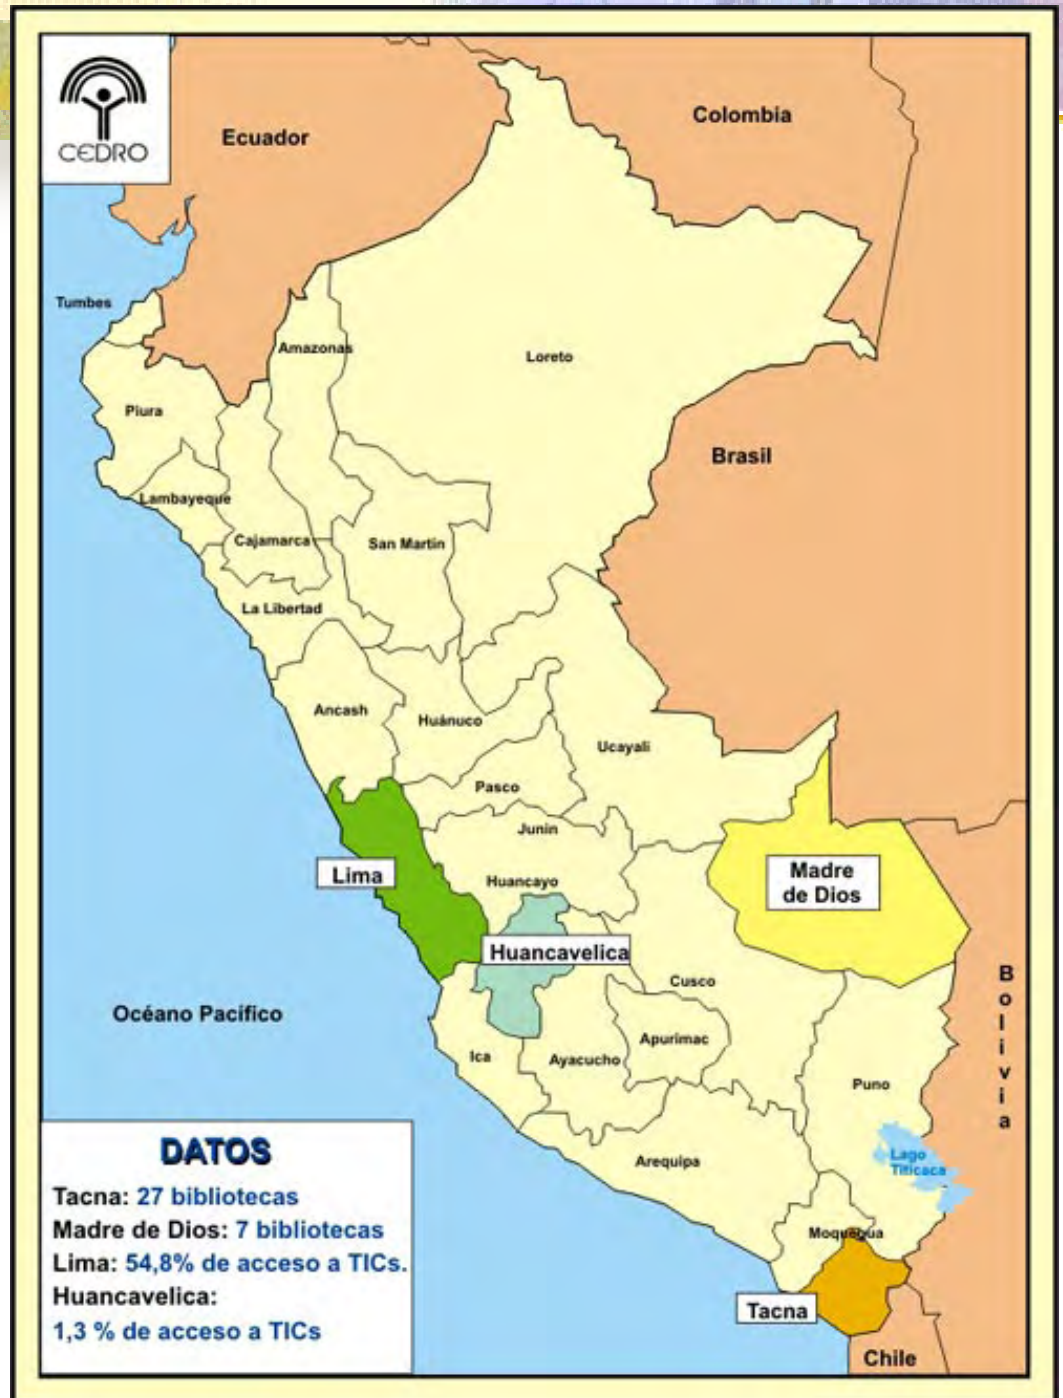 CEDRO
Ecuador
Colombia
Tumbes
Amazonas
Loreto
Piura
Brasil
Lambayeque
Cajamarca
San Martin
La Libertad
Ancash
Huánuco
Ucayali
Pasco
Junin
Lima
Huancayo
Madre
de Dios
Huancavelica
Cusco
Bolivia
Océano Pacífico
Ica
Ayacucho
Apurimac
Puno
Lago
Titicaca
Arequipa
Moquegua
Tacna
Chile
DATOS
Tacna: 27 bibliotecas
Madre de Dios: 7 bibliotecas
Lima: 54,8% de acceso a TICs.
Huancavelica:
1,3 % de acceso a TICs